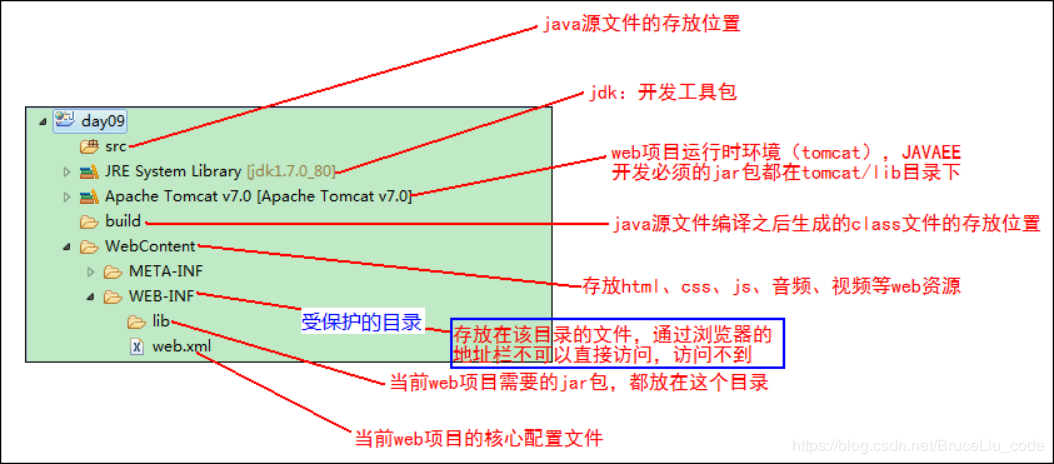 java源文件的存放位置
jdk：开发工具包
day09
src
web项目运行时环境（tomcat），JAVAEE
开发必须的jar包都在tomcat/lib目录下
JRE System Library [jdk1.7.0_80]
Apache Tomcat v7.0 [Apache Tomcat v7.0]
build
java源文件编译之后生成的class文件的存放位置
WebContent
META-INF
存放html、css、js、音频、视频等web资源
WEB-INF
受保护的目录
lib
存放在该目录的文件，通过浏览器的
地址栏不可以直接访问，访问不到
web.xml
当前web项目需要的jar包，都放在这个目录
当前web项目的核心配置文件
https://blog.csdn.net/BruceLiu_code